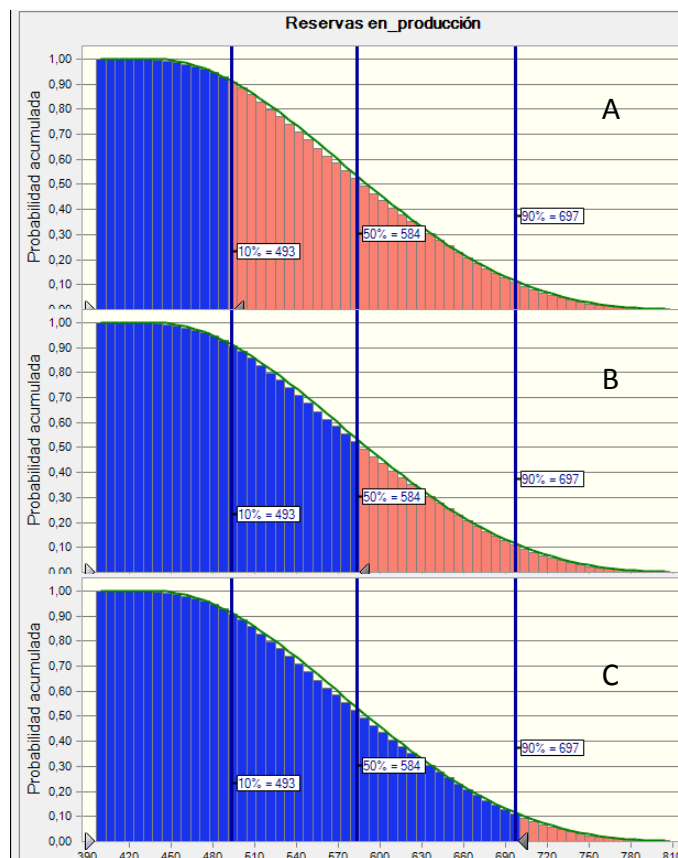 Reservas en_producción
Probabilidad acumulada
1,00
0,90
0,80
0,70
0,60
0,50
0,40
0,30
0,20
0,10
0,00
A
10% = 493
50% = 584
90% = 697
Probabilidad acumulada
1,00
0,90
0,80
0,70
0,60
0,50
0,40
0,30
0,20
0,10
0,00
B
10% = 493
50% = 584
90% = 697
Probabilidad acumulada
1,00
0,90
0,80
0,70
0,60
0,50
0,40
0,30
0,20
0,10
0,00
C
10% = 493
50% = 584
90% = 697
390 420 450 480 510 540 570 600 630 660 690 720 750 780 810